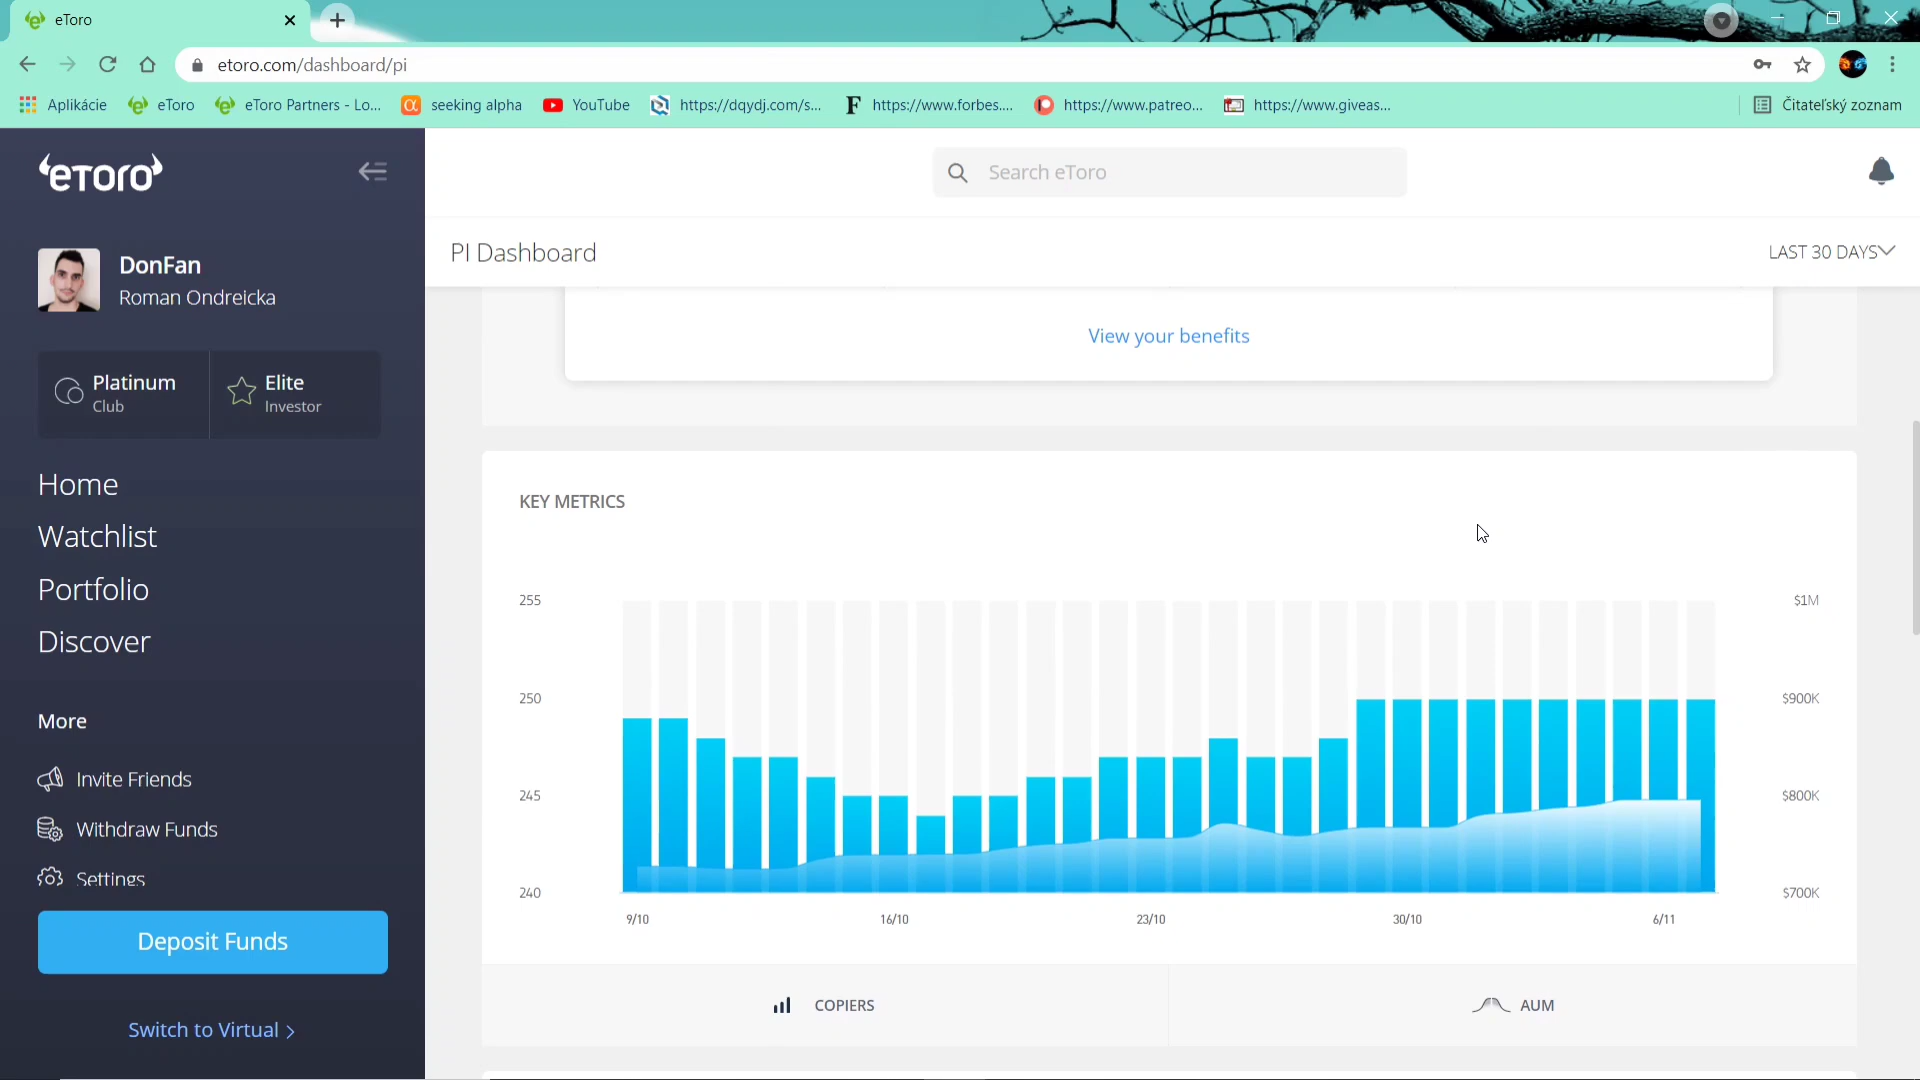 eToro
etoro.com/dashboard/pi
Aplikácie
eToro
eToro Partners - Lo...
seeking alpha
YouTube
https://dqydj.com/s...
https://www.forbes....
https://www.patreo...
https://www.giveas...
Čitateľský zoznam
eToro
Search eToro
PI Dashboard
LAST 30 DAYS
DonFan
Roman Ondreicka
Platinum
Club
Elite
Investor
Home
Watchlist
Portfolio
Discover
More
Invite Friends
Withdraw Funds
Settings
Deposit Funds
Switch to Virtual >
View your benefits
KEY METRICS
255
250
245
240
$1M
$900K
$800K
$700K
9/10
16/10
23/10
30/10
6/11
COPIERS
AUM